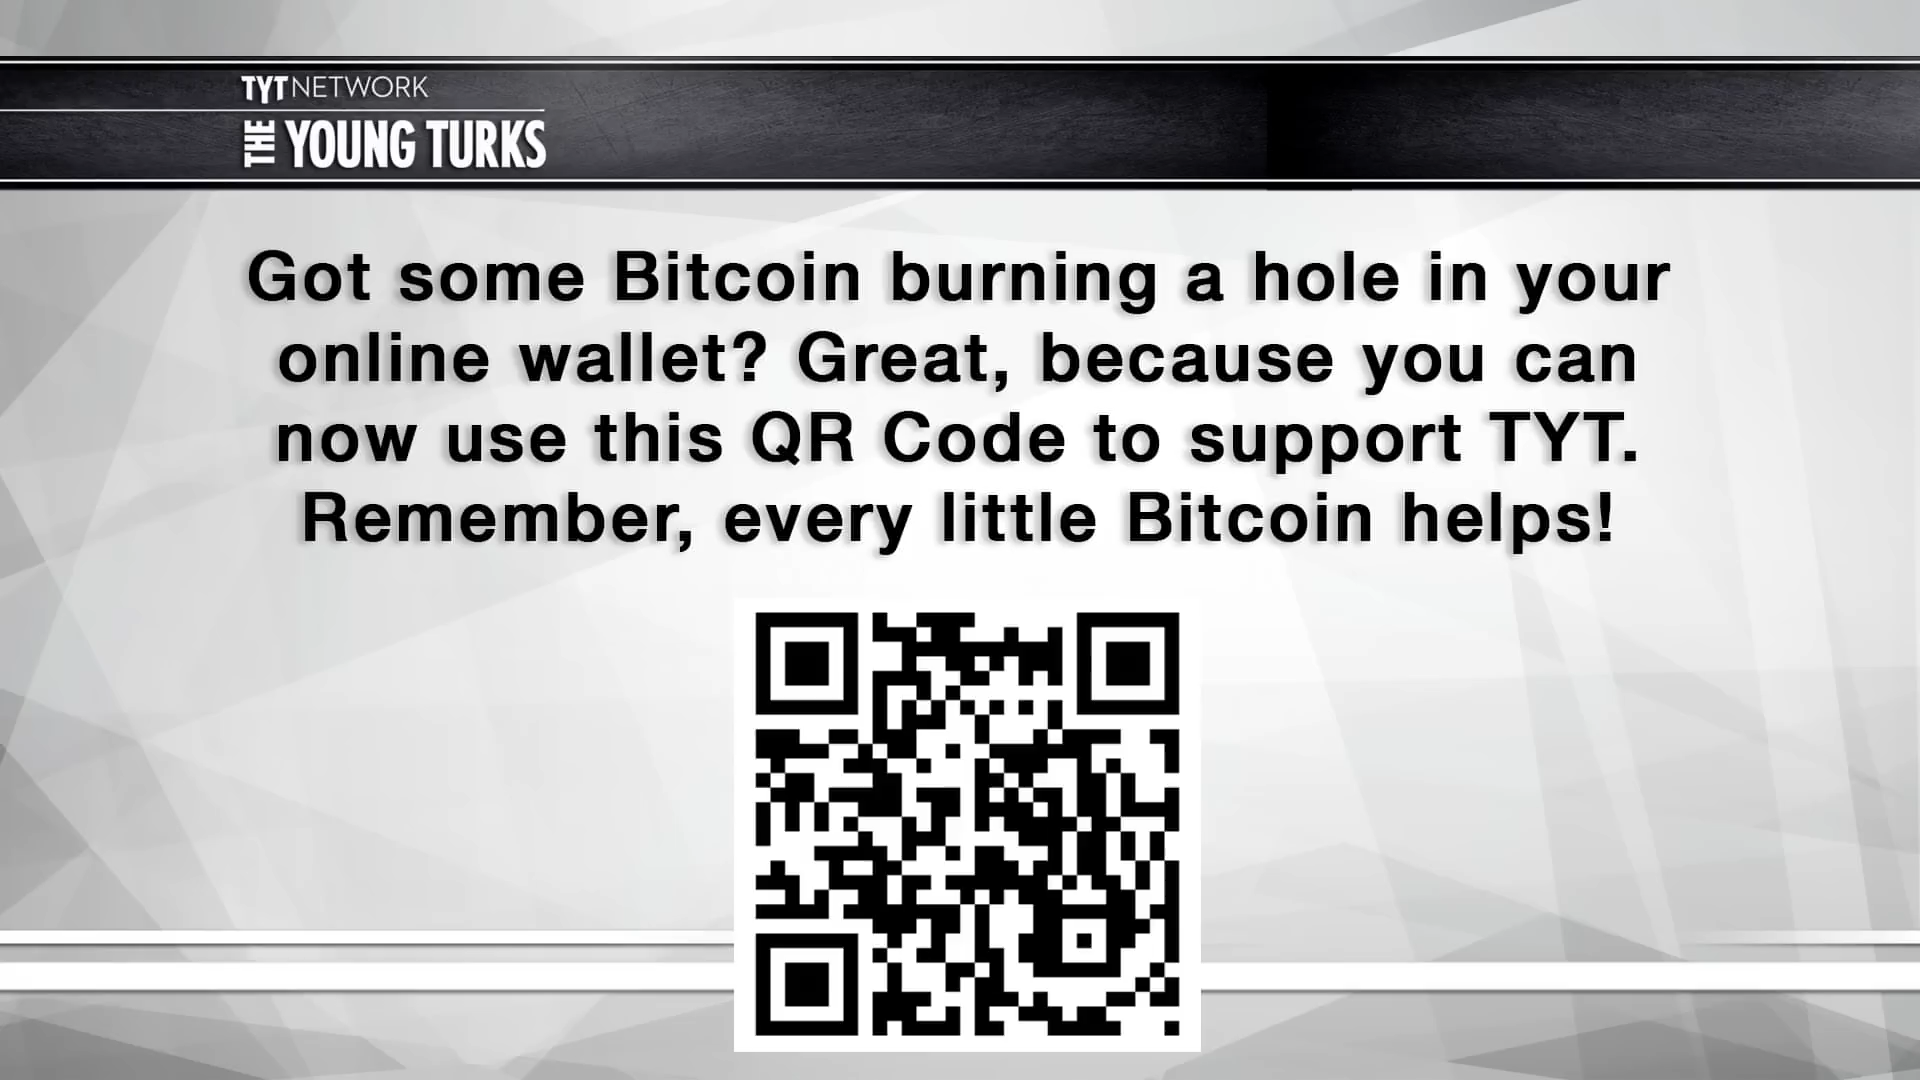 TYT NETWORK
THE YOUNG TURKS
Got some Bitcoin burning a hole in your
online wallet? Great, because you can
now use this QR Code to support TYT.
Remember, every little Bitcoin helps!